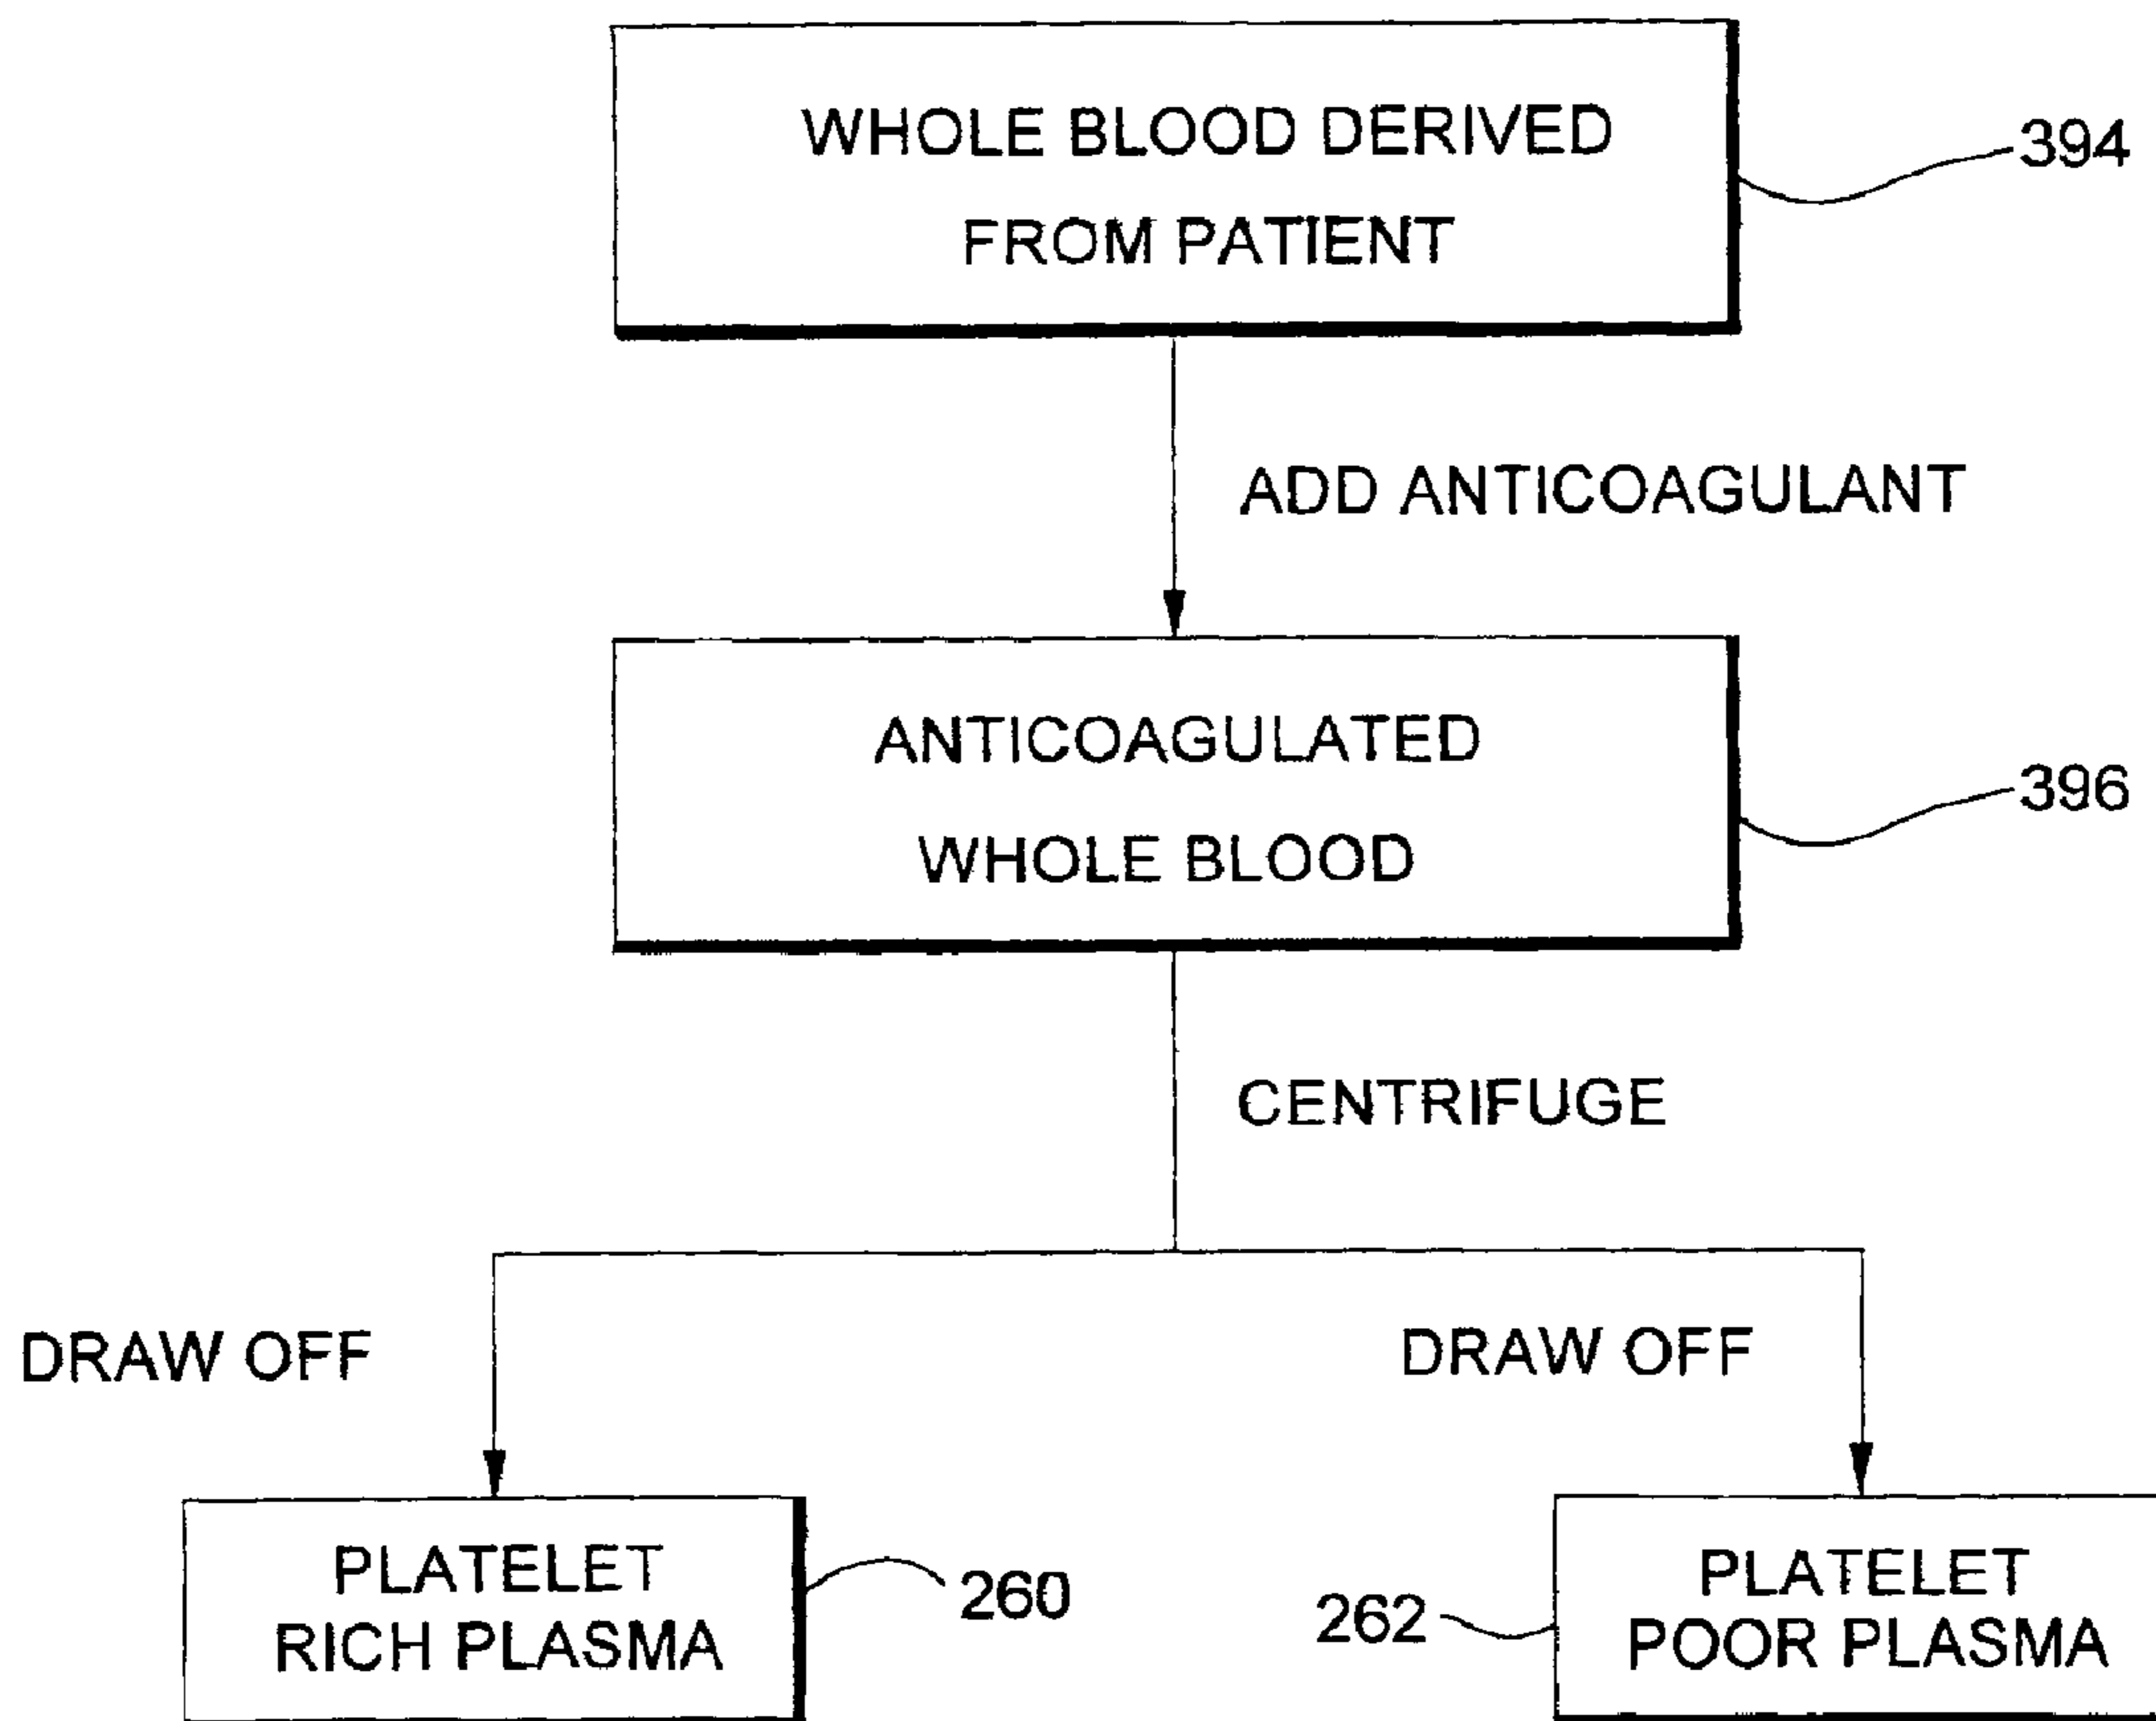 WHOLE BLOOD DERIVED
FROM PATIENT
394
ADD ANTICOAGULANT
ANTICOAGULATED
WHOLE BLOOD
396
CENTRIFUGE
DRAW OFF
DRAW OFF
PLATELET
RICH PLASMA
260
262
PLATELET
POOR PLASMA